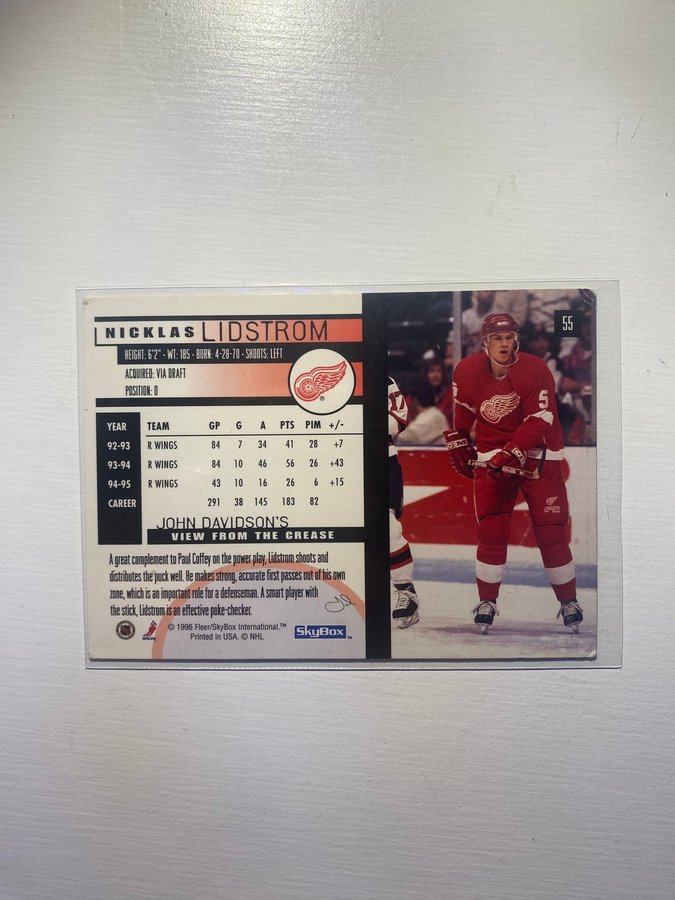 NICKLAS LIDSTROM
HEIGHT: 6'2" • WT: 185 • BORN: 4-28-70 • SHOOTS: LEFT
ACQUIRED: VIA DRAFT
POSITION: D
YEAR TEAM GP G A PTS PIM +/-
92-93 R WINGS 84 7 34 41 28 +7
93-94 R WINGS 84 10 46 56 26 +43
94-95 R WINGS 43 10 16 26 6 +15
CAREER 291 38 145 183 82
JOHN DAVIDSON'S
VIEW FROM THE CREASE
A great complement to Paul Coffey on the power play, Lidstrom shoots and
distributes the puck well. He makes strong, accurate first passes out of his own
zone, which is an important role for a defenseman. A smart player with
the stick, Lidstrom is an effective poke-checker.
© 1996 Fleer/SkyBox International.™
Printed in USA. © NHL
SkyBox™
55
17
5